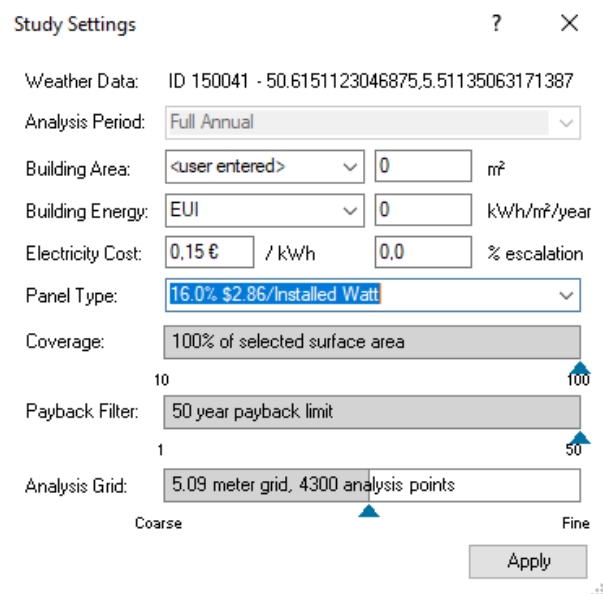 Study Settings ?
Weather Data: ID 150041 - 50.6151123046875,5.51135063171387
Analysis Period: Full Annual
Building Area: <user entered> 0 m²
Building Energy: EUI 0 kWh/m²/year
Electricity Cost: 0,15 € / kWh 0,0 % escalation
Panel Type: 16.0% $2.86/Installed Watt
Coverage: 100% of selected surface area
10 100
Payback Filter: 50 year payback limit
1 50
Analysis Grid: 5.09 meter grid, 4300 analysis points
Coarse Fine
Apply